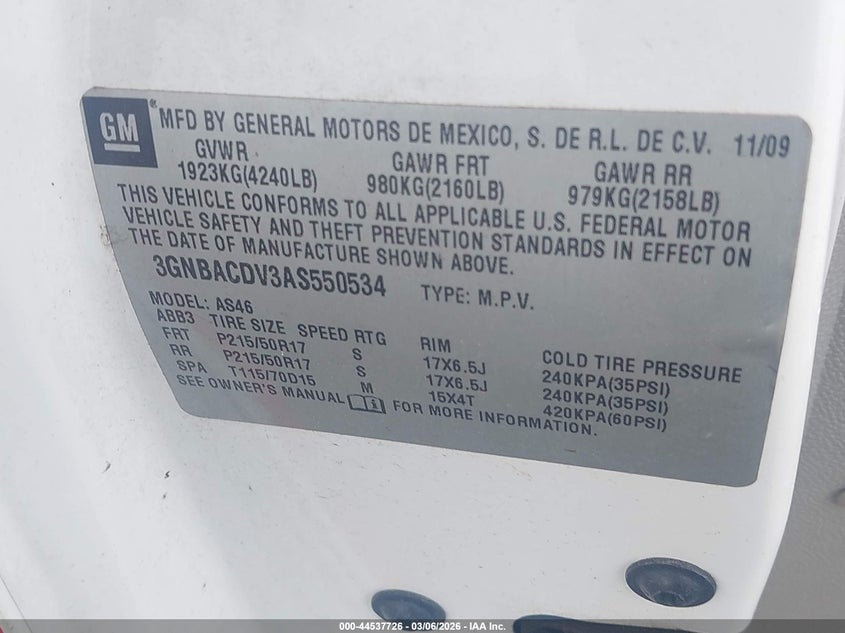 GM® MFD BY GENERAL MOTORS DE MEXICO, S. DE R.L. DE C.V. 11/09
GVWR GAWR FRT GAWR RR
1923KG(4240LB) 980KG(2160LB) 979KG(2158LB)
THIS VEHICLE CONFORMS TO ALL APPLICABLE U.S. FEDERAL MOTOR
VEHICLE SAFETY AND THEFT PREVENTION STANDARDS IN EFFECT ON
THE DATE OF MANUFACTURE SHOWN ABOVE.
3GNBACDV3AS550534 TYPE: M.P.V.
MODEL: AS46
ABB3 TIRE SIZE SPEED RTG RIM COLD TIRE PRESSURE
FRT P215/50R17 S 17X6.5J 240KPA(35PSI)
RR P215/50R17 S 17X6.5J 240KPA(35PSI)
SPA T115/70D15 M 15X4T 420KPA(60PSI)
SEE OWNER'S MANUAL FOR MORE INFORMATION.
000-44537726 - 03/06/2026 - IAA Inc.